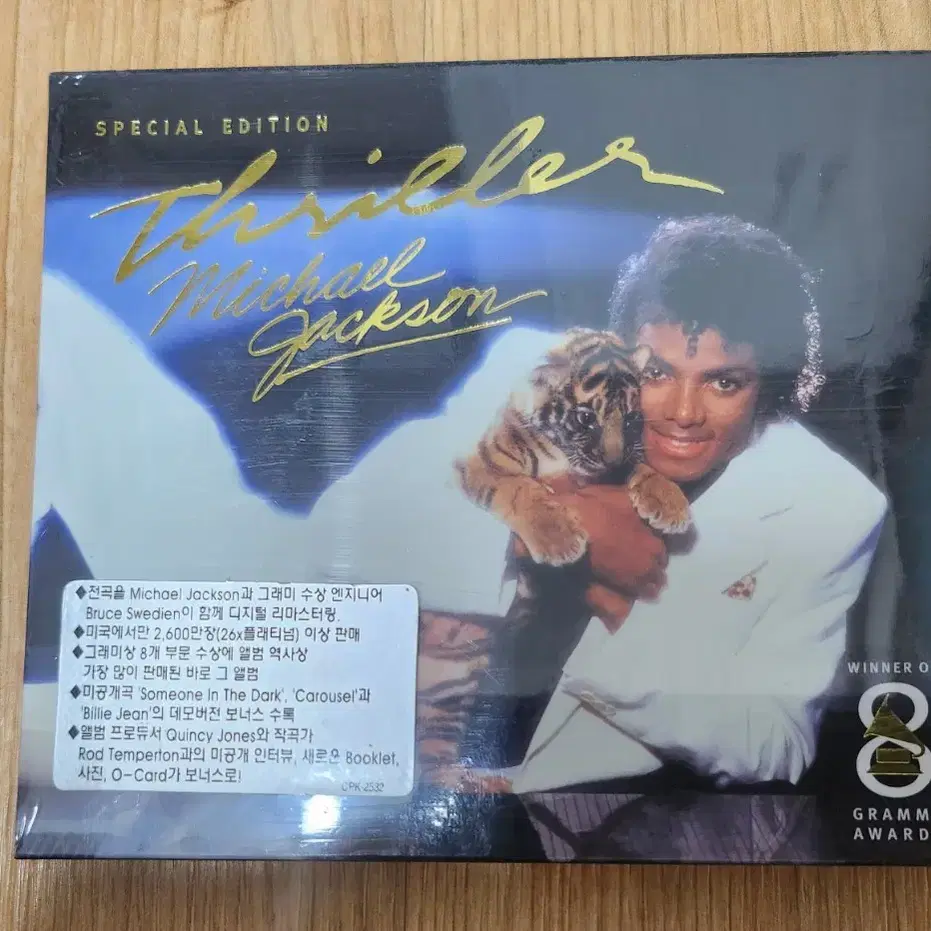 SPECIAL EDITION
Thriller
Michael
Jackson
◆전곡을 Michael Jackson과 그래미 수상 엔지니어
Bruce Swedien이 함께 디지털 리마스터링.
◆미국에서만 2,600만장(26x플래티넘) 이상 판매
◆그래미상 8개 부문 수상에 앨범 역사상
가장 많이 판매된 바로 그 앨범
◆미공개곡 'Someone In The Dark', 'Carousel'과
'Billie Jean'의 데모버전 보너스 수록
◆앨범 프로듀서 Quincy Jones와 작곡가
Rod Temperton과의 미공개 인터뷰, 새로운 Booklet,
사진, O-Card가 보너스로!
CPK-2532
WINNER O
8
GRAMM
AWARD